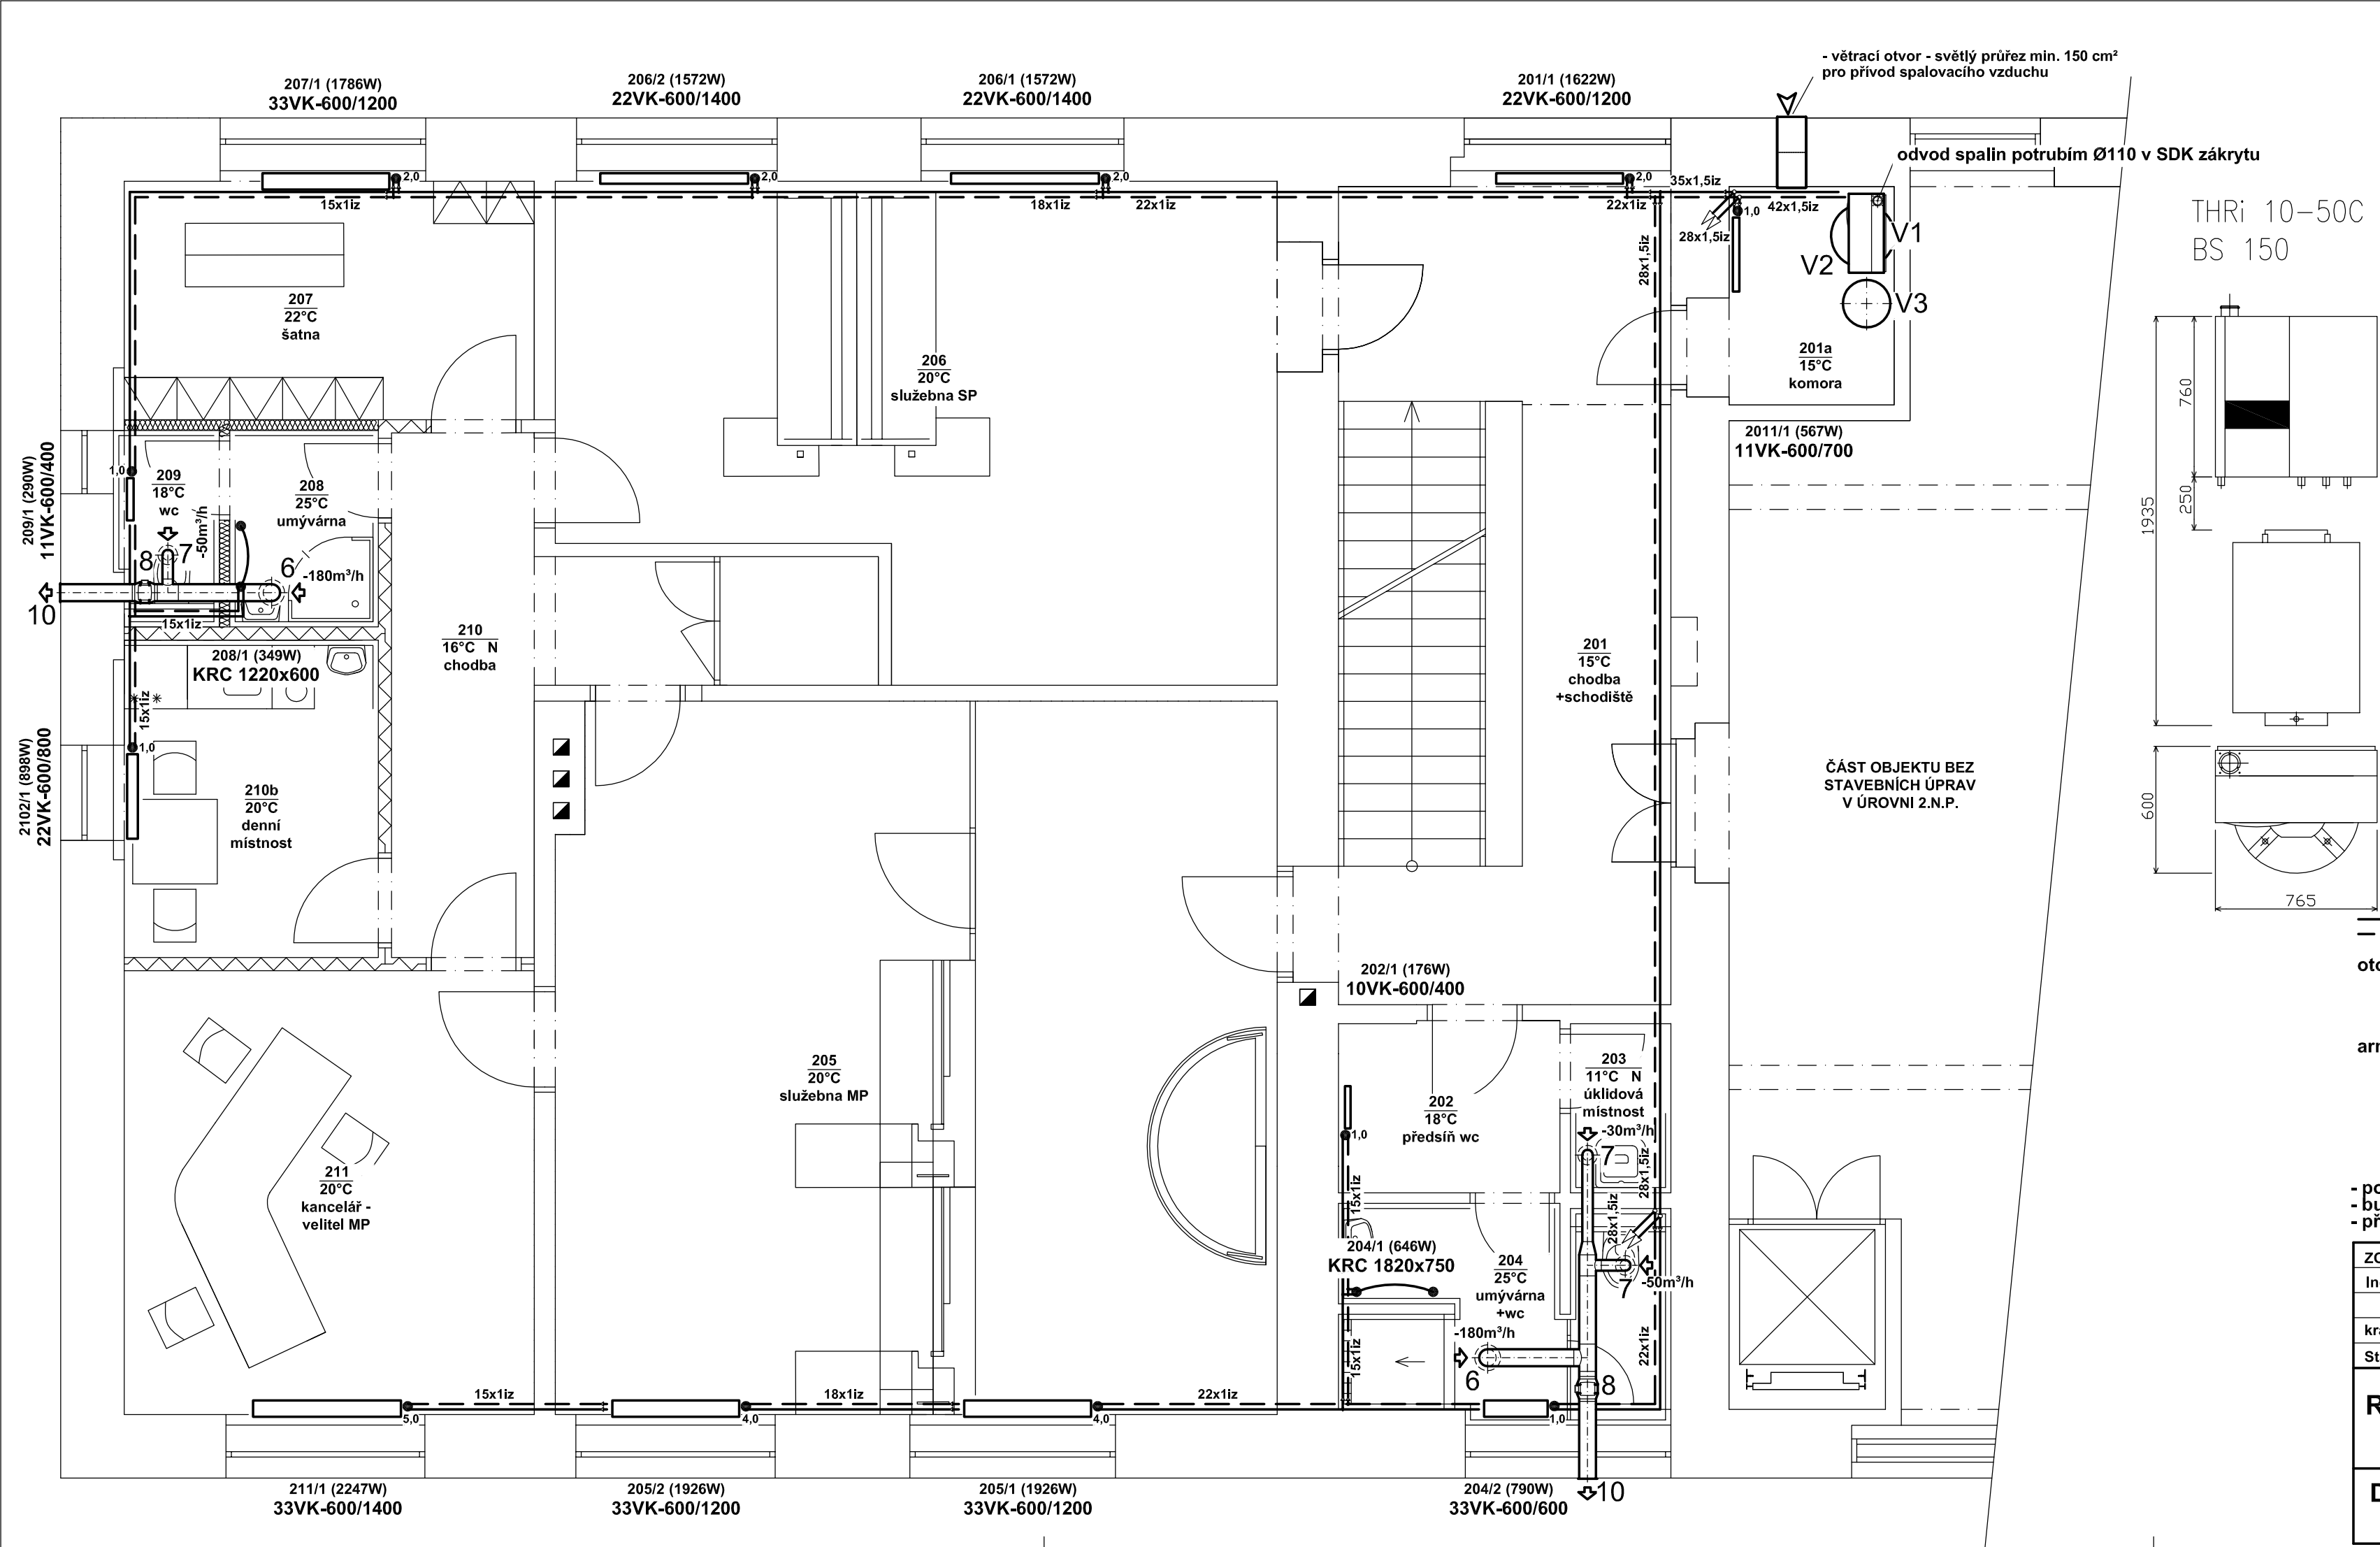 - větrací otvor - světlý průřez min. 150 cm²
pro přívod spalovacího vzduchu
207/1 (1786W)
33VK-600/1200
206/2 (1572W)
22VK-600/1400
206/1 (1572W)
22VK-600/1400
201/1 (1622W)
22VK-600/1200
odvod spalin potrubím Ø110 v SDK zákrytu
2,0
2,0
2,0
2,0
35x1,5iz
15x1iz
18x1iz
22x1iz
22x1iz
42x1,5iz
1,0
28x1,5iz
28x1,5iz
V1
V2
V3
THRi 10-50C
BS 150
207
22°C
šatna
206
20°C
služebna SP
201a
15°C
komora
2011/1 (567W)
11VK-600/700
760
250
1935
600
765
209/1 (290W)
11VK-600/400
1,0
209
18°C
wc
208
25°C
umývárna
-50m³/h
8
7
6
-180m³/h
10
15x1iz
208/1 (349W)
KRC 1220x600
210
16°C N
chodba
201
15°C
chodba
+schodiště
15x1iz
1,0
2102/1 (898W)
22VK-600/800
210b
20°C
denní
místnost
ČÁST OBJEKTU BEZ
STAVEBNÍCH ÚPRAV
V ÚROVNI 2.N.P.
202/1 (176W)
10VK-600/400
205
20°C
služebna MP
203
11°C N
úklidová
místnost
202
18°C
předsíň wc
1,0
-30m³/h
7
211
20°C
kancelář -
velitel MP
15x1iz
28x1,5iz
28x1,5iz
204/1 (646W)
KRC 1820x750
204
25°C
umývárna
+wc
7
-50m³/h
-180m³/h
15x1iz
22x1iz
6
8
15x1iz
18x1iz
22x1iz
5,0
4,0
4,0
1,0
211/1 (2247W)
33VK-600/1400
205/2 (1926W)
33VK-600/1200
205/1 (1926W)
33VK-600/1200
204/2 (790W)
33VK-600/600
10